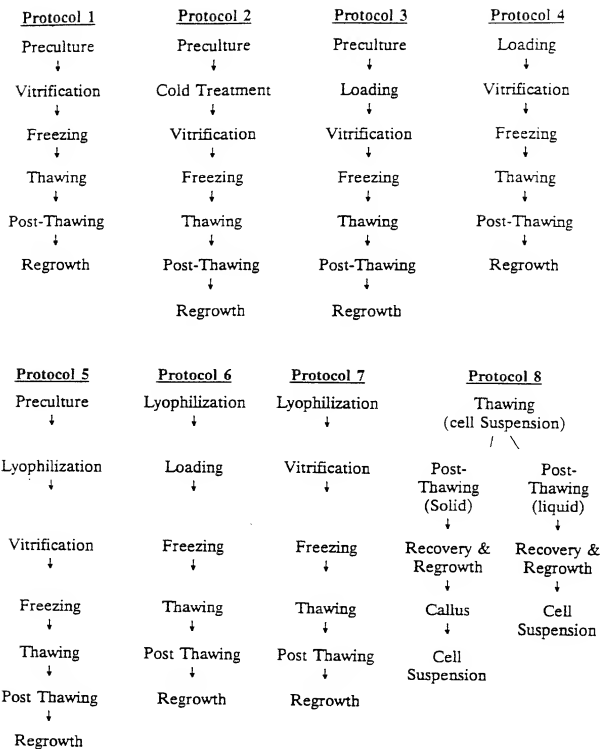 Protocol 1
Preculture
↓
Vitrification
↓
Freezing
↓
Thawing
↓
Post-Thawing
↓
Regrowth
Protocol 2
Preculture
↓
Cold Treatment
↓
Vitrification
↓
Freezing
↓
Thawing
↓
Post-Thawing
↓
Regrowth
Protocol 3
Preculture
↓
Loading
↓
Vitrification
↓
Freezing
↓
Thawing
↓
Post-Thawing
↓
Regrowth
Protocol 4
Loading
↓
Vitrification
↓
Freezing
↓
Thawing
↓
Post-Thawing
↓
Regrowth
Protocol 5
Preculture
↓
Lyophilization
↓
Vitrification
↓
Freezing
↓
Thawing
↓
Post Thawing
↓
Regrowth
Protocol 6
Lyophilization
↓
Loading
↓
Freezing
↓
Thawing
↓
Post Thawing
↓
Regrowth
Protocol 7
Lyophilization
↓
Vitrification
↓
Freezing
↓
Thawing
↓
Post Thawing
↓
Regrowth
Protocol 8
Thawing
(cell Suspension)
/ \
Post-
Thawing
(Solid)
↓
Recovery &
Regrowth
↓
Callus
↓
Cell
Suspension
Post-
Thawing
(liquid)
↓
Recovery &
Regrowth
↓
Cell
Suspension